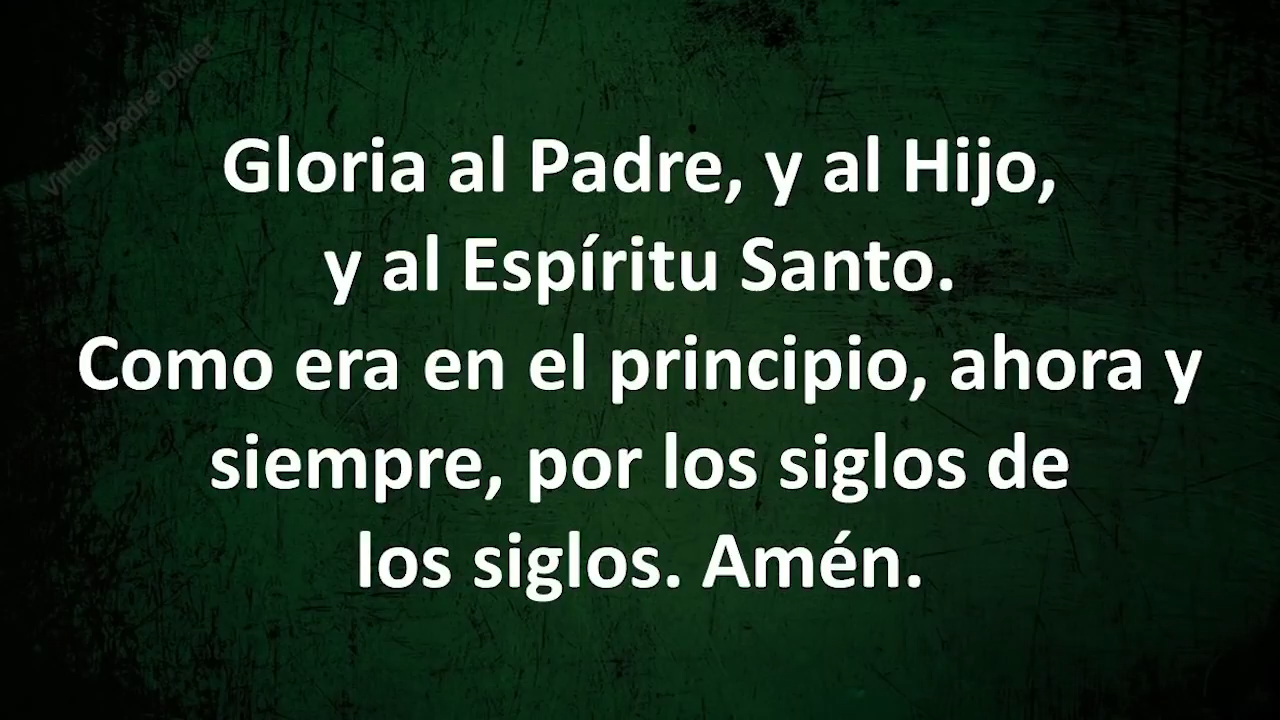 Virtual Padre Didier
Gloria al Padre, y al Hijo,
y al Espíritu Santo.
Como era en el principio, ahora y
siempre, por los siglos de
los siglos. Amén.